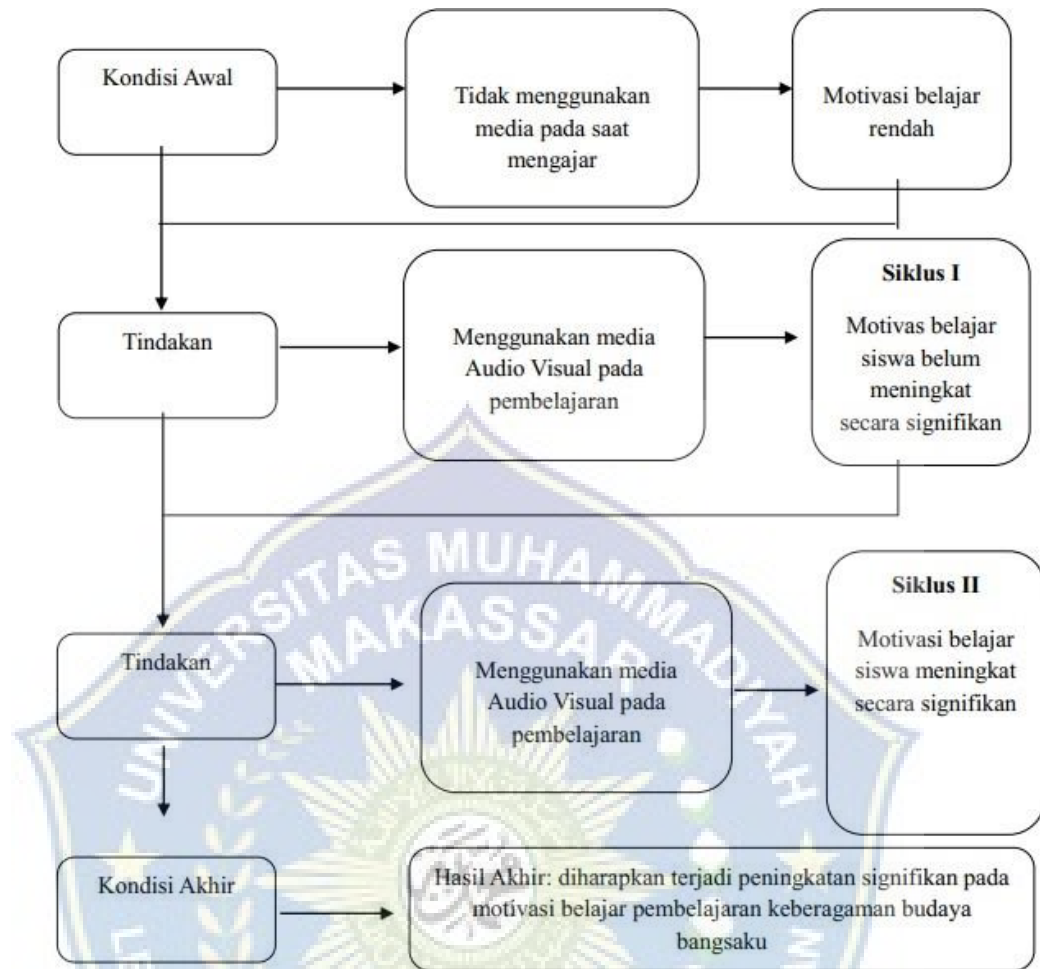 Kondisi Awal
Tidak menggunakan
media pada saat
mengajar
Motivasi belajar
rendah
Tindakan
Menggunakan media
Audio Visual pada
pembelajaran
Siklus I
Motivas belajar
siswa belum
meningkat
secara signifikan
Tindakan
Menggunakan media
Audio Visual pada
pembelajaran
Siklus II
Motivasi belajar
siswa meningkat
secara signifikan
Kondisi Akhir
Hasil Akhir: diharapkan terjadi peningkatan signifikan pada
motivasi belajar pembelajaran keberagaman budaya
bangsaku
UNIVERSITAS MUHAMMADIYAH
MAKASSAR